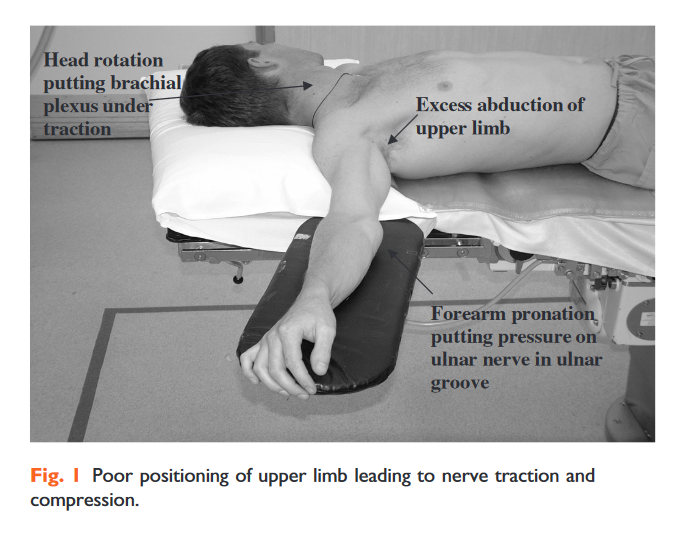 Head rotation
putting brachial
plexus under
traction
Excess abduction of
upper limb
Forearm pronation
putting pressure on
ulnar nerve in ulnar
groove
Fig. 1 Poor positioning of upper limb leading to nerve traction and
compression.